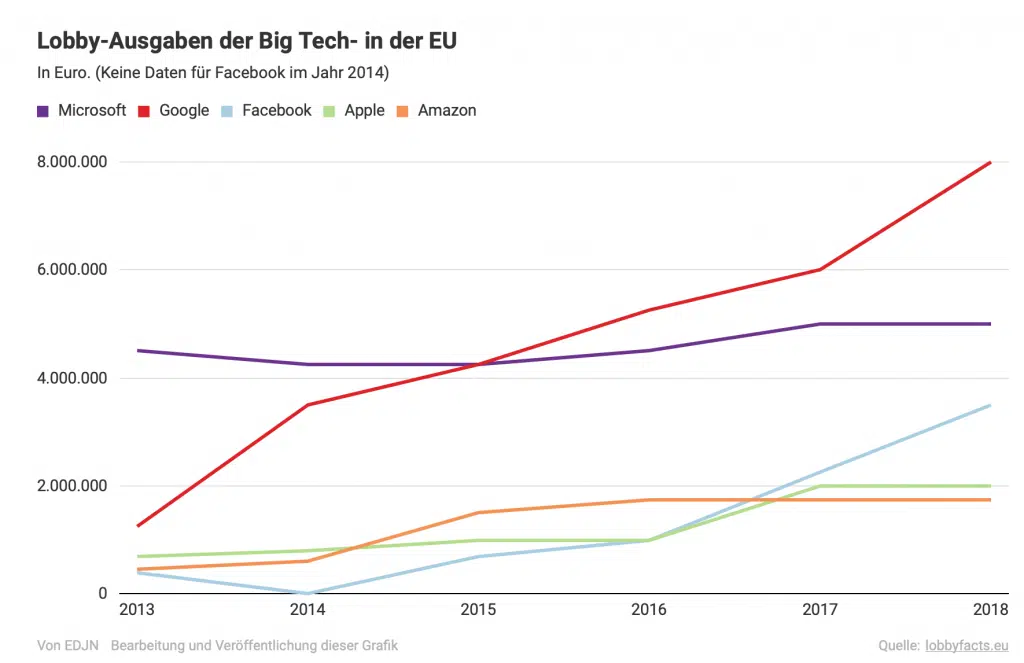 Lobby-Ausgaben der Big Tech- in der EU
In Euro. (Keine Daten für Facebook im Jahr 2014)
Microsoft Google Facebook Apple Amazon
8.000.000
6.000.000
4.000.000
2.000.000
0
2013 2014 2015 2016 2017 2018
Von EDJN Bearbeitung und Veröffentlichung dieser Grafik Quelle: lobbyfacts.eu